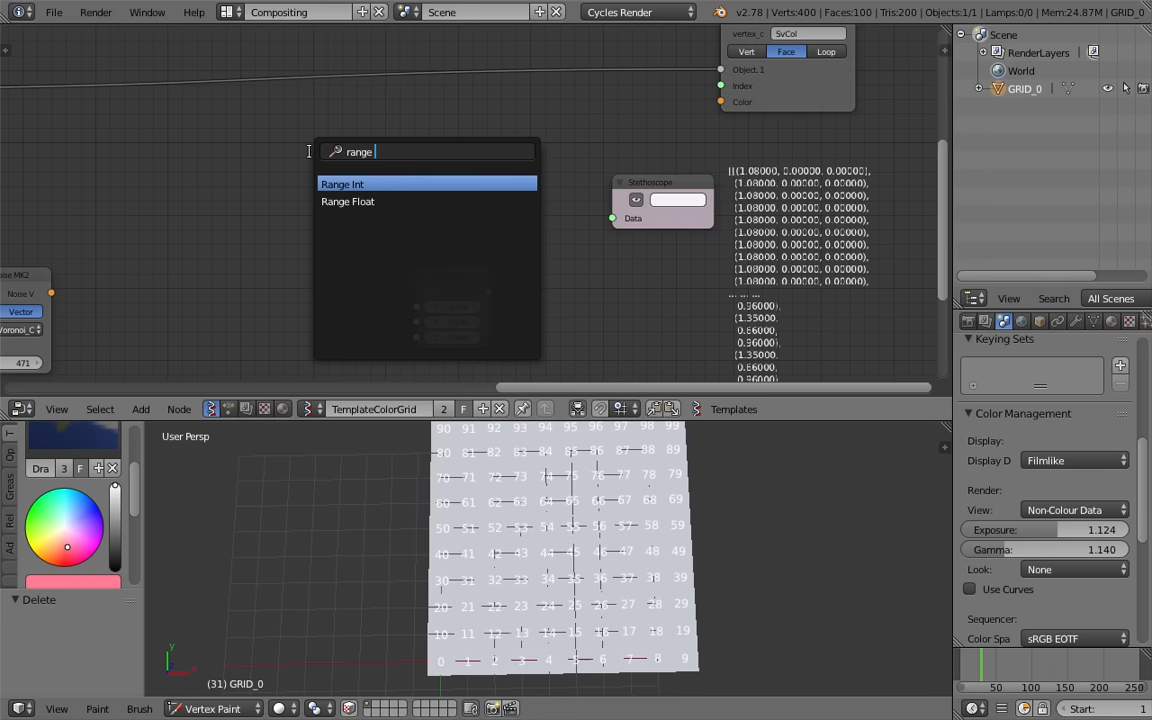 File Render Window Help Compositing Scene Cycles Render v2.78 | Verts:400 | Faces:100 | Tris:200 | Objects:1/1 | Lamps:0/0 | Mem:24.87M | GRID_0
vertex_c SvCol
Vert Face Loop
Object. 1
Index
Color
range
Range Int
Range Float
Stethoscope
Data
[[(1.08000, 0.00000, 0.00000),
(1.08000, 0.00000, 0.00000),
(1.08000, 0.00000, 0.00000),
(1.08000, 0.00000, 0.00000),
(1.08000, 0.00000, 0.00000),
(1.08000, 0.00000, 0.00000),
(1.08000, 0.00000, 0.00000),
(1.08000, 0.00000, 0.00000),
(1.08000, 0.00000, 0.00000),
(1.08000, 0.00000, 0.00000),
... ... ...
0.96000),
(1.35000,
0.66000,
0.96000),
(1.35000,
0.66000,
0.96000)
oise MK2
Noise V
Vector
Voronoi_C
471
Scene
RenderLayers
World
GRID_0
View Search All Scenes
Keying Sets
Color Management
Display:
Display D Filmlike
Render:
View: Non-Colour Data
Exposure: 1.124
Gamma: 1.140
Look: None
Use Curves
Sequencer:
Color Spa sRGB EOTF
50 100 150 200 250
Start: 1
View Select Add Node TemplateColorGrid 2 F Templates
T
Op
Greas
Rel
Ad
Dra 3 F
Delete
User Persp
90 91 92 93 94 95 96 97 98 99
80 81 82 83 84 85 86 87 88 89
70 71 72 73 74 75 76 77 78 79
60 61 62 63 64 65 66 67 68 69
50 51 52 53 54 55 56 57 58 59
40 41 42 43 44 45 46 47 48 49
30 31 32 33 34 35 36 37 38 39
20 21 22 23 24 25 26 27 28 29
10 11 12 13 14 15 16 17 18 19
0 1 2 3 4 5 6 7 8 9
y
z x
(31) GRID_0
View Paint Brush Vertex Paint